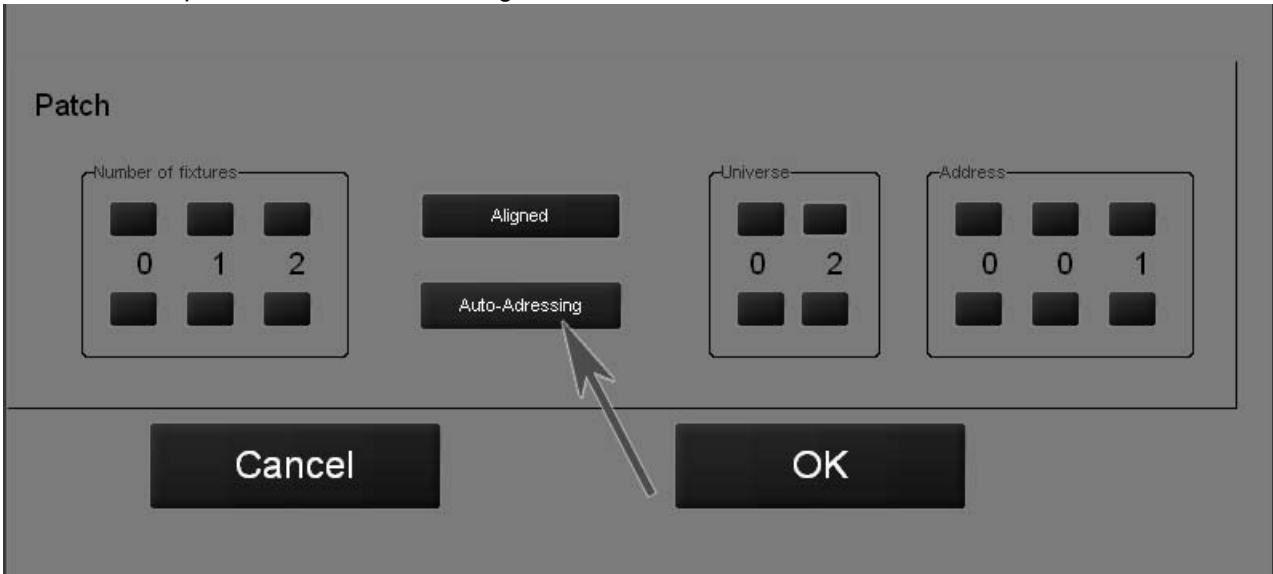 Patch
Number of fixtures
Universe
Address
Aligned
0 1 2
0 2
0 0 1
Auto-Adressing
Cancel
OK